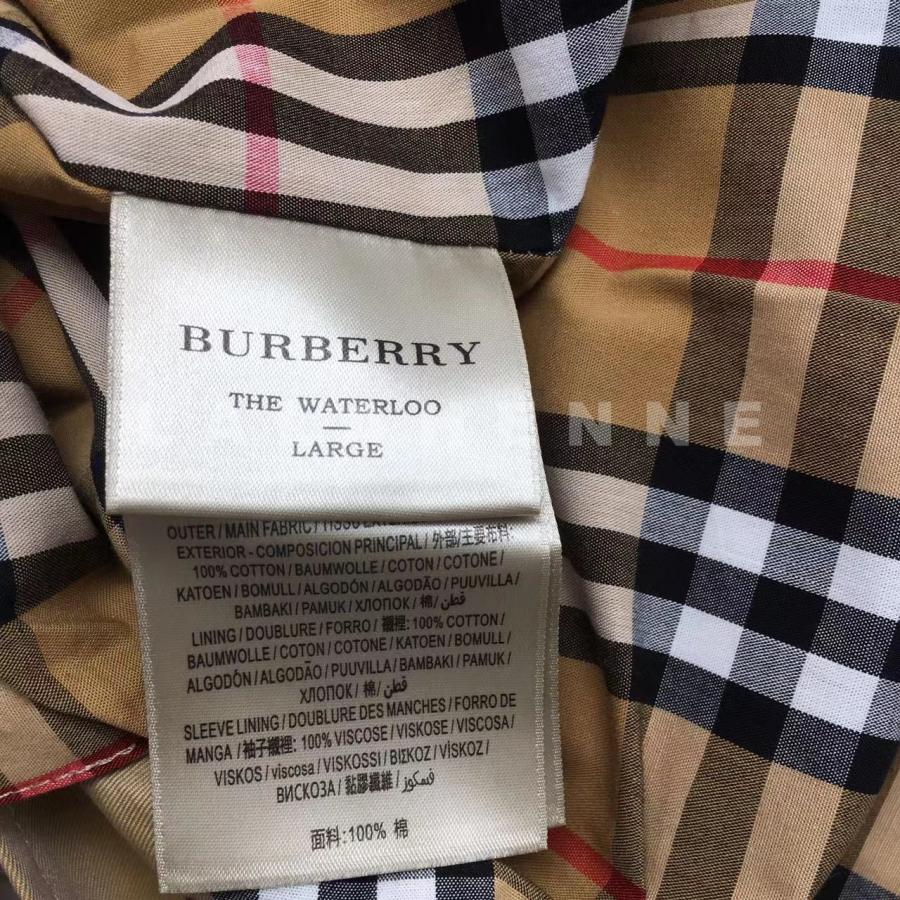 BURBERRY
THE WATERLOO
—
LARGE
ENNE
OUTER / MAIN FABRIC / TISSU
EXTERIOR - COMPOSICION PRINCIPAL / 外部/主要布料:
100% COTTON / BAUMWOLLE / COTON / COTONE /
KATOEN / BOMULL / ALGODÓN / ALGODÃO / PUUVILLA /
BAMBAKI / PAMUK / ХЛОПОК / 棉/قطن
LINING / DOUBLURE / FORRO / 襯裡: 100% COTTON /
BAUMWOLLE / COTON / COTONE / KATOEN / BOMULL /
ALGODÓN / ALGODÃO / PUUVILLA / BAMBAKI / PAMUK /
ХЛОПОК / 棉/ قطن
SLEEVE LINING / DOUBLURE DES MANCHES / FORRO DE
MANGA / 袖子襯裡: 100% VISCOSE / VISKOSE / VISCOSA /
VISKOS / viscosa / VISKOSSI / ΒΙΣΚΟΖ / VİSKOZ /
ВИСКОЗА / 黏膠纖維 / فيسكوز
面料:100% 棉